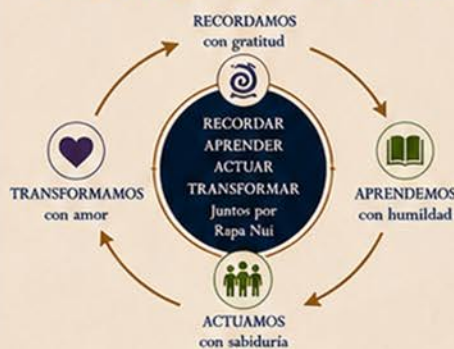 RECORDAMOS
con gratitud
RECORDAR
APRENDER
ACTUAR
TRANSFORMAR
Juntos por
Rapa Nui
TRANSFORMAMOS
con amor
APRENDEMOS
con humildad
ACTUAMOS
con sabiduría